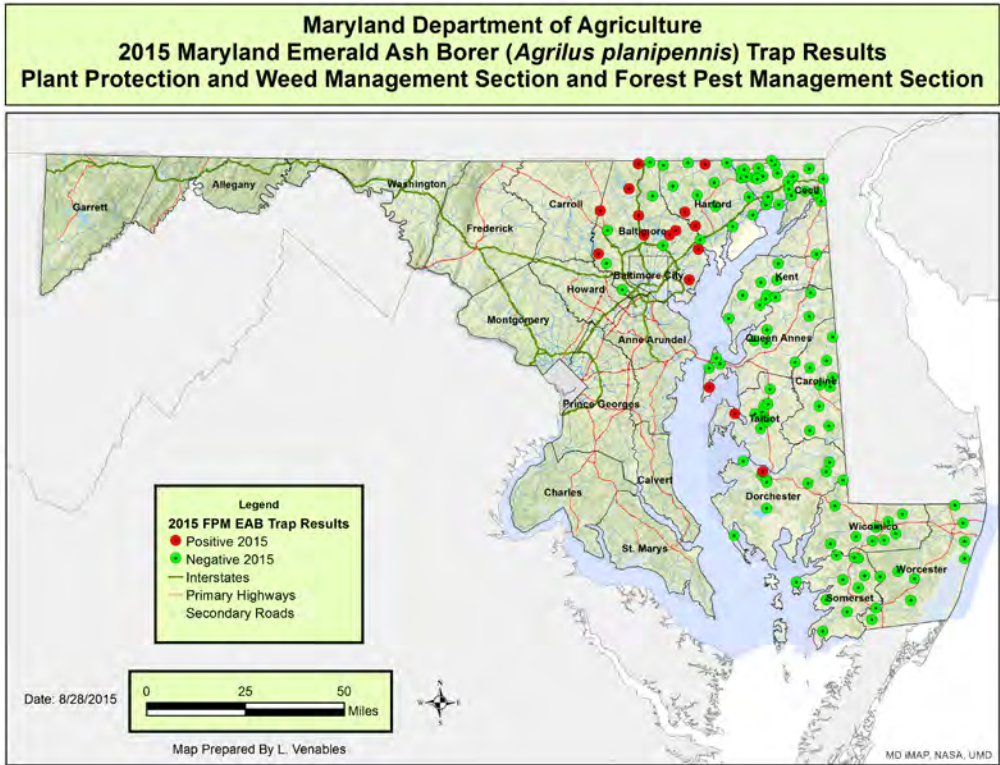 Maryland Department of Agriculture
2015 Maryland Emerald Ash Borer (Agrilus planipennis) Trap Results
Plant Protection and Weed Management Section and Forest Pest Management Section
Garrett
Allegany
Washington
Frederick
Carroll
Baltimore
Harford
Cecil
Baltimore City
Howard
Kent
Montgomery
Anne Arundel
Queen Annes
Caroline
Prince Georges
Talbot
Charles
Calvert
Dorchester
St. Marys
Wicomico
Worcester
Somerset
Legend
2015 FPM EAB Trap Results
Positive 2015
Negative 2015
Interstates
Primary Highways
Secondary Roads
Date: 8/28/2015
0 25 50
Miles
N
W E
S
Map Prepared By L. Venables
MD iMAP, NASA, UMD